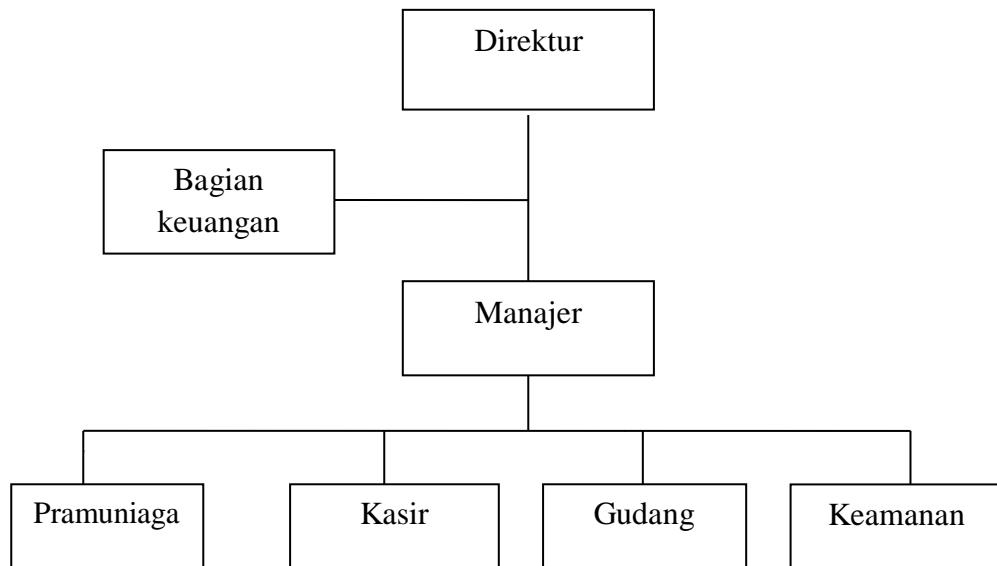 Direktur
Bagian
keuangan
Manajer
Pramuniaga
Kasir
Gudang
Keamanan